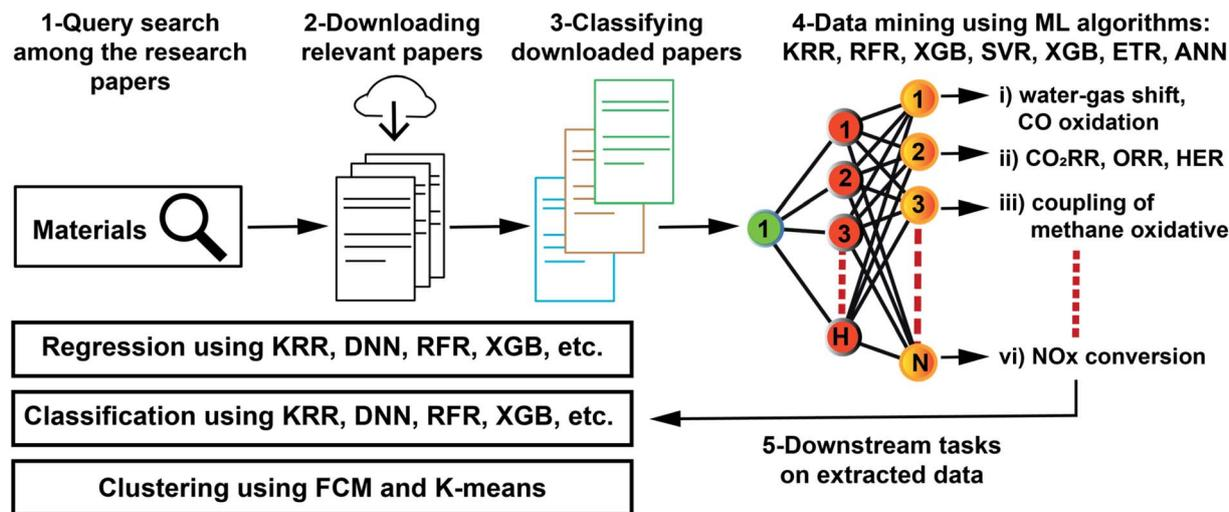 1-Query search
among the research
papers
2-Downloading
relevant papers
3-Classifying
downloaded papers
4-Data mining using ML algorithms:
KRR, RFR, XGB, SVR, XGB, ETR, ANN
Materials
1
1
2
3
H
1
2
3
N
i) water-gas shift,
CO oxidation
ii) CO₂RR, ORR, HER
iii) coupling of
methane oxidative
vi) NOx conversion
Regression using KRR, DNN, RFR, XGB, etc.
Classification using KRR, DNN, RFR, XGB, etc.
Clustering using FCM and K-means
5-Downstream tasks
on extracted data